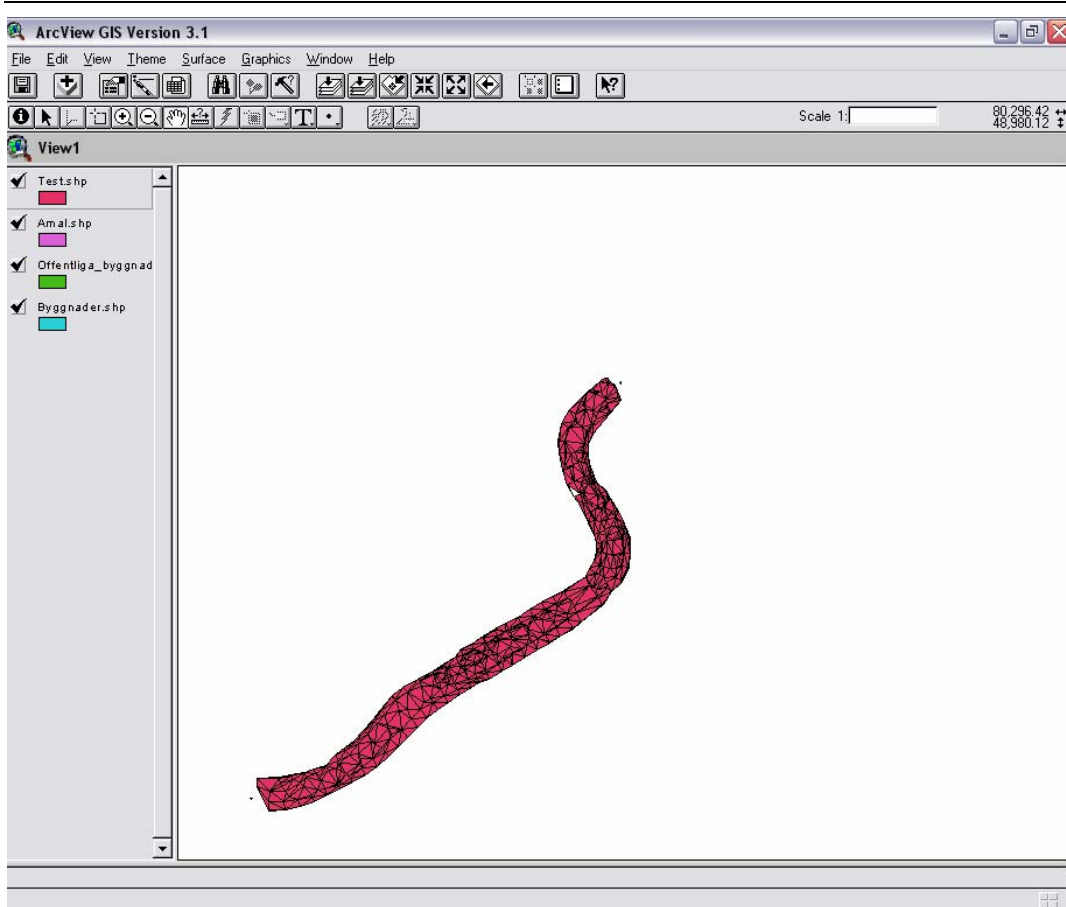 ArcView GIS Version 3.1
File Edit View Theme Surface Graphics Window Help
Scale 1:
80,296.42
48,980.12
View1
Test.shp
Amal.shp
Offentliga_byggnad
Byggnader.shp